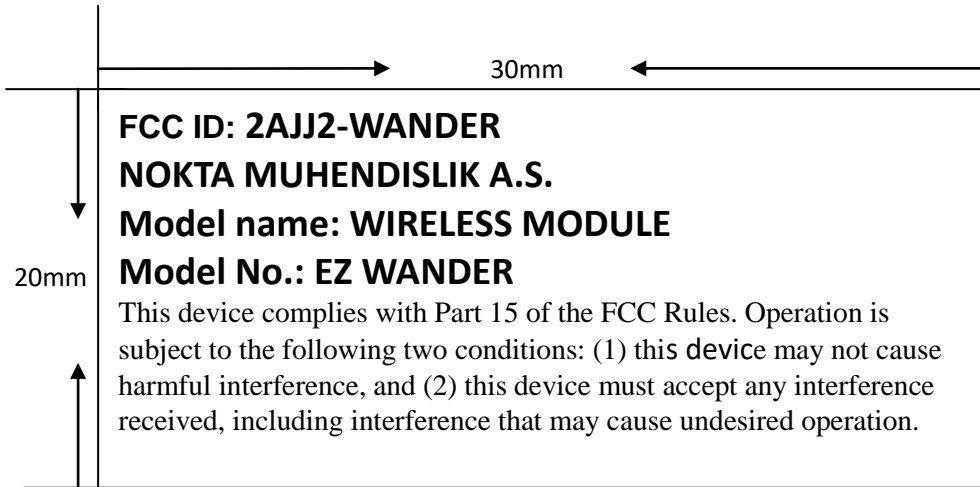 30mm
FCC ID: 2AJJ2-WANDER
NOKTA MUHENDISLIK A.S.
Model name: WIRELESS MODULE
20mm
Model No.: EZ WANDER
This device complies with Part 15 of the FCC Rules. Operation is
subject to the following two conditions: (1) this device may not cause
harmful interference, and (2) this device must accept any interference
received, including interference that may cause undesired operation.